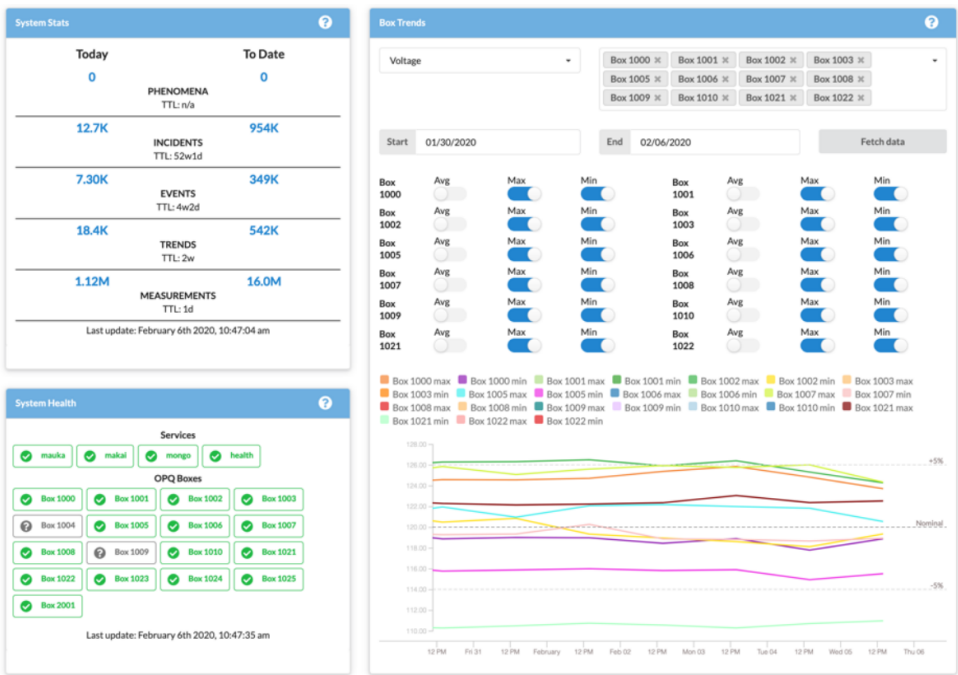 System Stats
Today To Date
0 0
PHENOMENA
TTL: n/a
12.7K 954K
INCIDENTS
TTL: 52w1d
7.30K 349K
EVENTS
TTL: 4w2d
18.4K 542K
TRENDS
TTL: 2w
1.12M 16.0M
MEASUREMENTS
TTL: 1d
Last update: February 6th 2020, 10:47:04 am
System Health
Services
mauka makai mongo health
OPQ Boxes
Box 1000 Box 1001 Box 1002 Box 1003
Box 1004 Box 1005 Box 1006 Box 1007
Box 1008 Box 1009 Box 1010 Box 1021
Box 1022 Box 1023 Box 1024 Box 1025
Box 2001
Last update: February 6th 2020, 10:47:35 am
Box Trends
Voltage
Box 1000 Box 1001 Box 1002 Box 1003
Box 1005 Box 1006 Box 1007 Box 1008
Box 1009 Box 1010 Box 1021 Box 1022
Start 01/30/2020 End 02/06/2020 Fetch data
Box 1000 Avg Max Min Box 1001 Avg Max Min
Box 1002 Avg Max Min Box 1003 Avg Max Min
Box 1005 Avg Max Min Box 1006 Avg Max Min
Box 1007 Avg Max Min Box 1008 Avg Max Min
Box 1009 Avg Max Min Box 1010 Avg Max Min
Box 1021 Avg Max Min Box 1022 Avg Max Min
Box 1000 max Box 1000 min Box 1001 max Box 1001 min Box 1002 max Box 1002 min Box 1003 max
Box 1003 min Box 1005 max Box 1005 min Box 1006 max Box 1006 min Box 1007 max Box 1007 min
Box 1008 max Box 1008 min Box 1009 max Box 1009 min Box 1010 max Box 1010 min Box 1021 max
Box 1021 min Box 1022 max Box 1022 min
128.00
126.00 +5%
124.00
122.00
120.00 Nominal
118.00
116.00
114.00 -5%
112.00
110.00
12 PM Fri 31 12 PM February 12 PM Feb 02 12 PM Mon 03 12 PM Tue 04 12 PM Wed 05 12 PM Thu 06